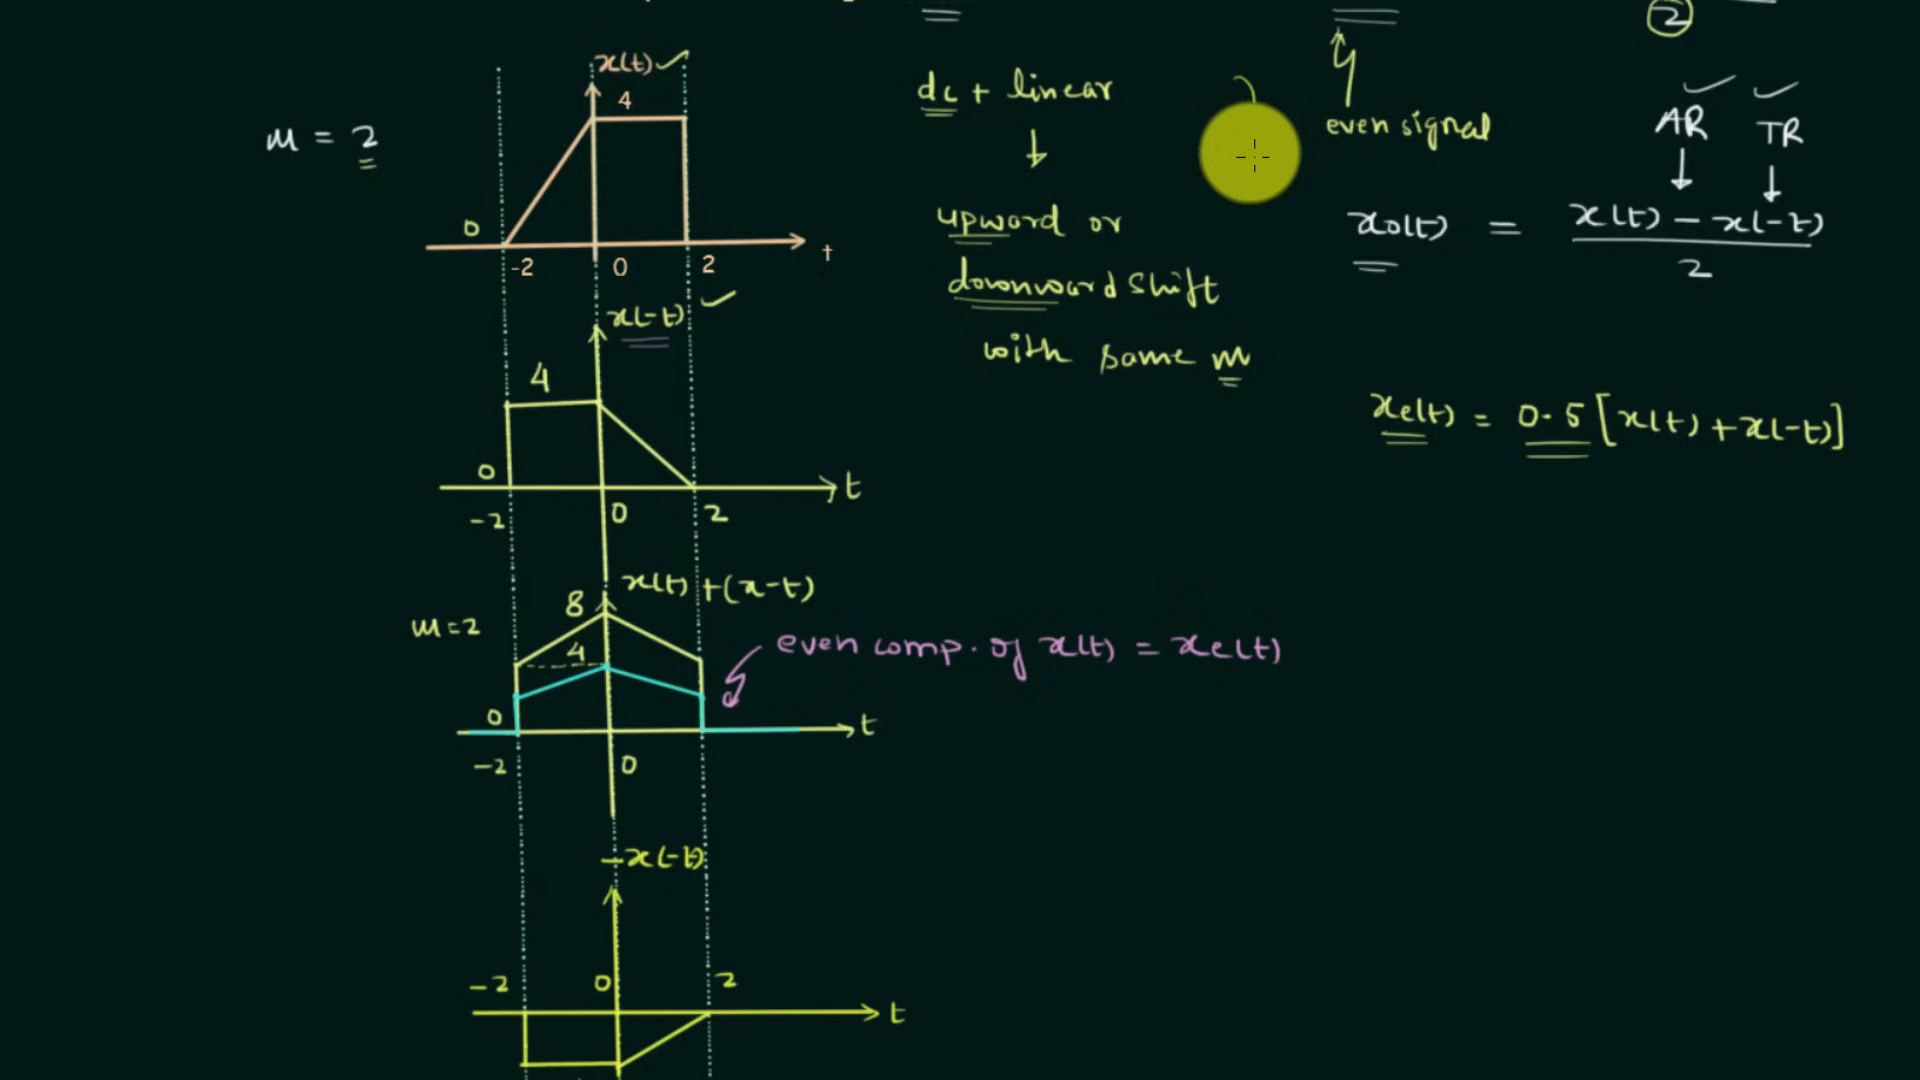 2
x(t)
4
m = 2
0
-2 0 2 t
x(-t)
4
0
-2 0 2 t
x(t) +(x-t)
8
m=2
4
even comp. of x(t) = xe(t)
0
t
-2 0
-x(-t)
-2 0 2
t
dc + linear
upword or
downward shift
with same m
even signal
AR TR
xo(t) = x(t) - x(-t)
2
xe(t) = 0.5 [x(t) + x(-t)]